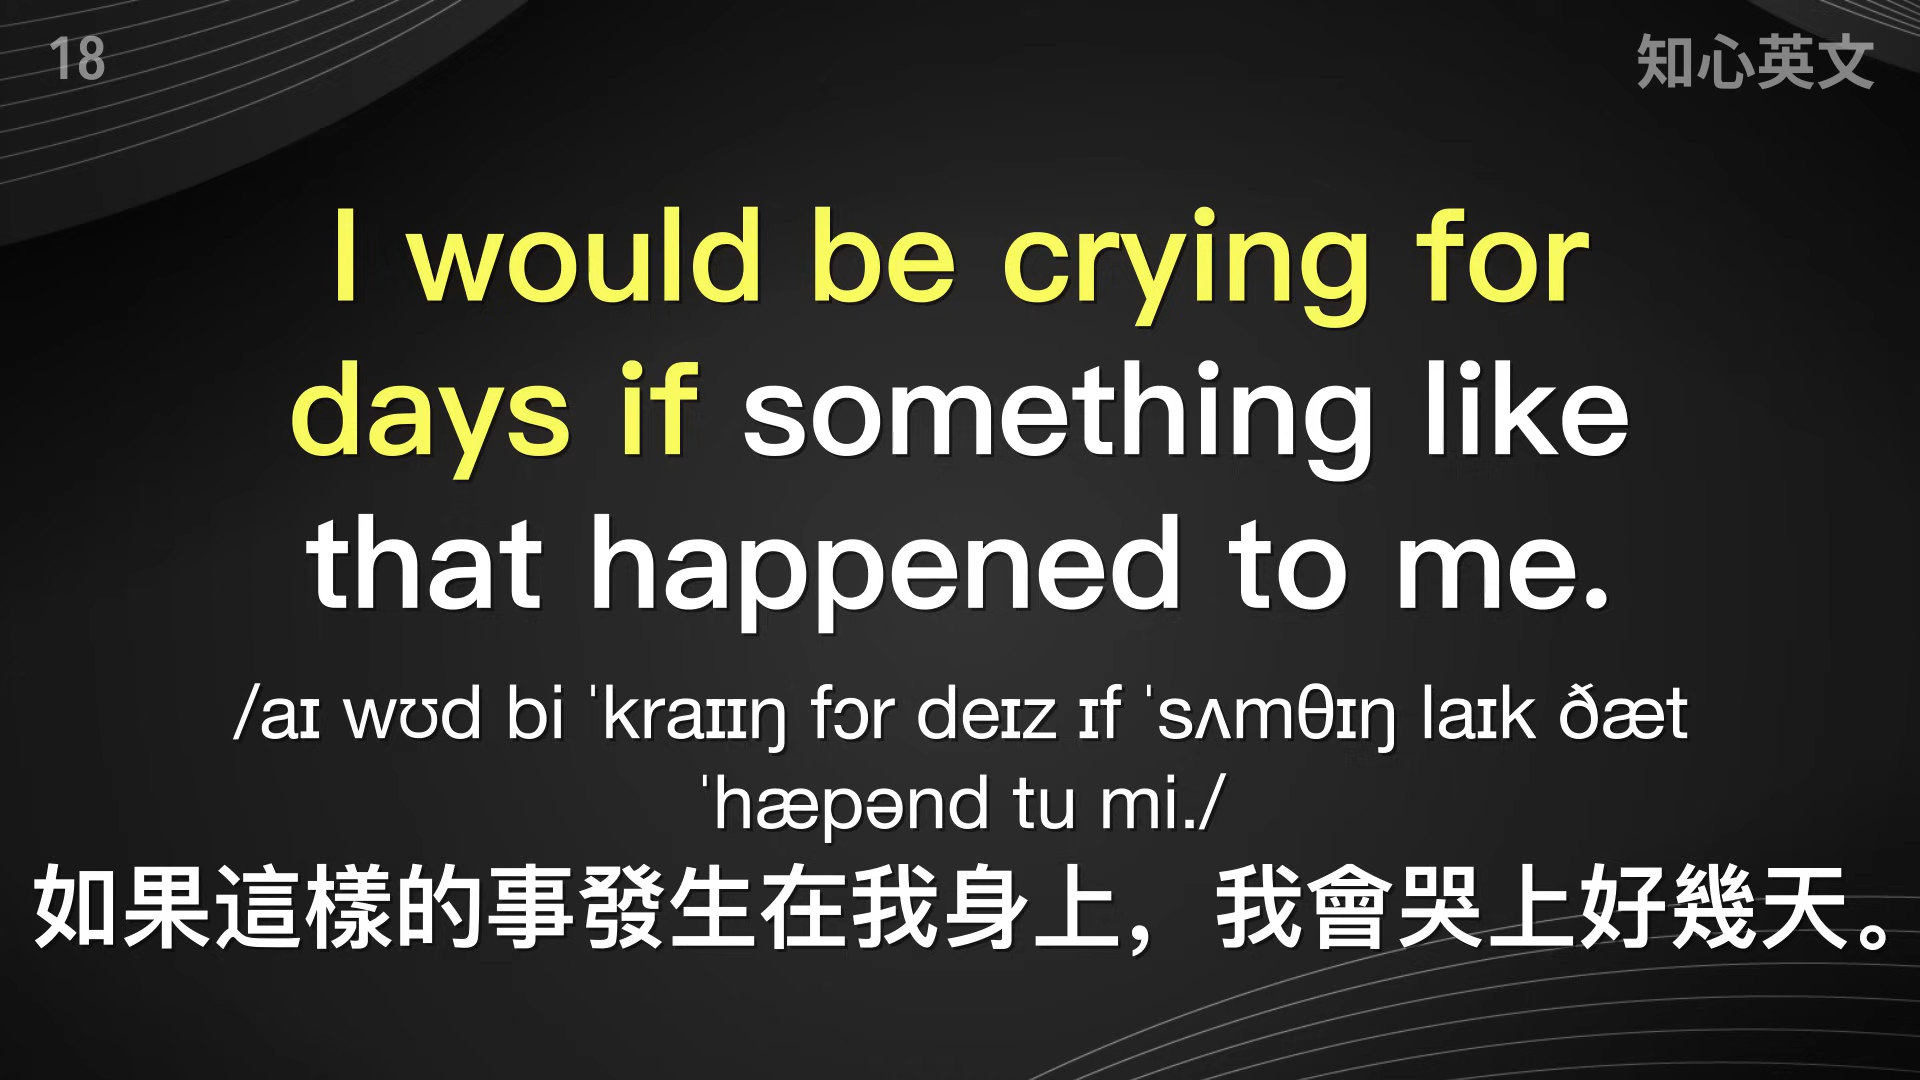 18
知心英文
I would be crying for
days if something like
that happened to me.
/aɪ wʊd bi ˈkraɪɪŋ fɔr deɪz ɪf ˈsʌmθɪŋ laɪk ðæt
ˈhæpənd tu mi./
如果這樣的事發生在我身上，我會哭上好幾天。